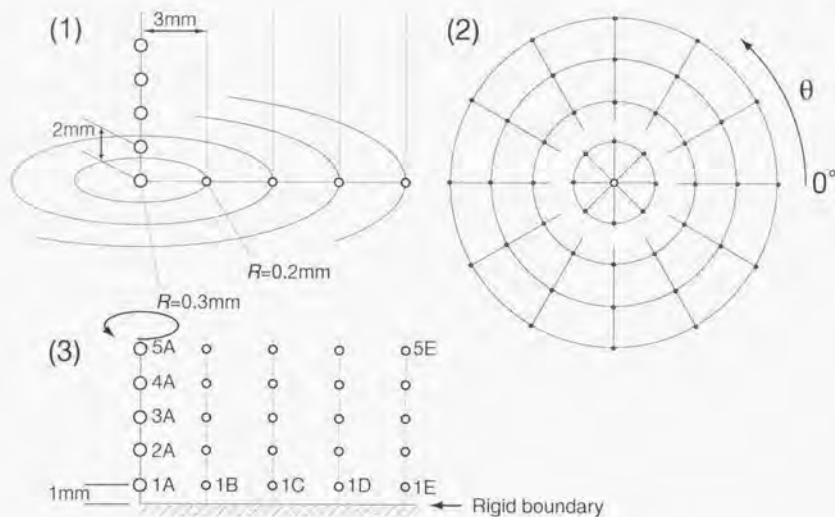 (1)
3mm
2mm
R=0.2mm
R=0.3mm
(2)
θ
0°
(3)
5A
5E
4A
3A
2A
1A
1B
1C
1D
1E
1mm
Rigid boundary